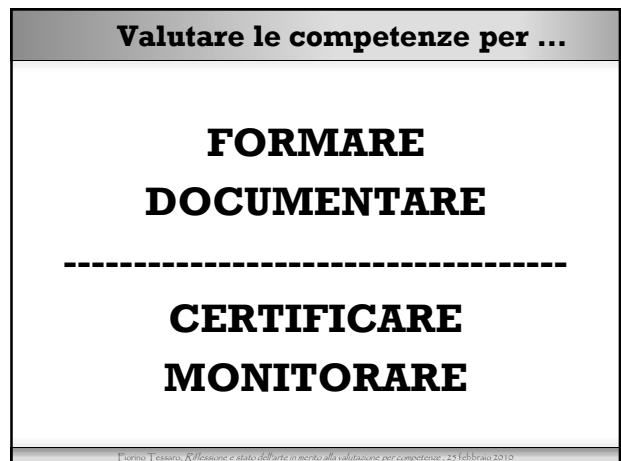 Valutare le competenze per ...
FORMARE
DOCUMENTARE
------------------------------------
CERTIFICARE
MONITORARE
Fiorino Tessaro, Riflessione e stato dell'arte in merito alla valutazione per competenze , 25 febbraio 2010